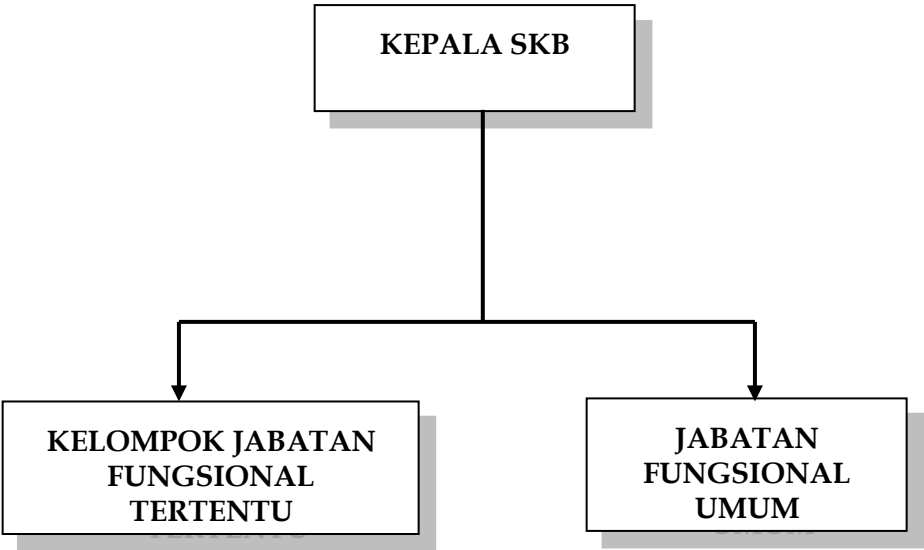 KEPALA SKB
KELOMPOK JABATAN
FUNGSIONAL
TERTENTU
JABATAN
FUNGSIONAL
UMUM